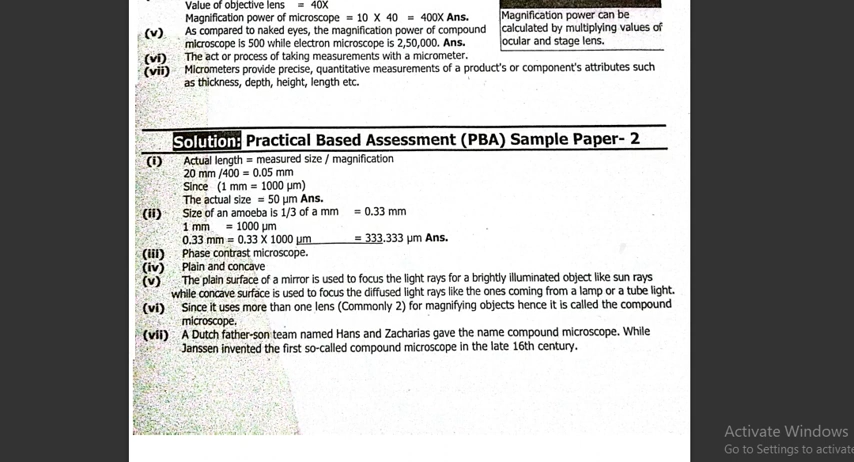 Value of objective lens = 40X
Magnification power of microscope = 10 X 40 = 400X Ans.
(v) As compared to naked eyes, the magnification power of compound
microscope is 500 while electron microscope is 2,50,000. Ans.
Magnification power can be
calculated by multiplying values of
ocular and stage lens.
(vi) The act or process of taking measurements with a micrometer.
(vii) Micrometers provide precise, quantitative measurements of a product's or component's attributes such
as thickness, depth, height, length etc.
Solution: Practical Based Assessment (PBA) Sample Paper- 2
(i) Actual length = measured size / magnification
20 mm /400 = 0.05 mm
Since (1 mm = 1000 µm)
The actual size = 50 µm Ans.
(ii) Size of an amoeba is 1/3 of a mm = 0.33 mm
1 mm = 1000 µm
0.33 mm = 0.33 X 1000 µm = 333.333 µm Ans.
(iii) Phase contrast microscope.
(iv) Plain and concave
(v) The plain surface of a mirror is used to focus the light rays for a brightly illuminated object like sun rays
while concave surface is used to focus the diffused light rays like the ones coming from a lamp or a tube light.
(vi) Since it uses more than one lens (Commonly 2) for magnifying objects hence it is called the compound
microscope.
(vii) A Dutch father-son team named Hans and Zacharias gave the name compound microscope. While
Janssen invented the first so-called compound microscope in the late 16th century.
Activate Windows
Go to Settings to activate